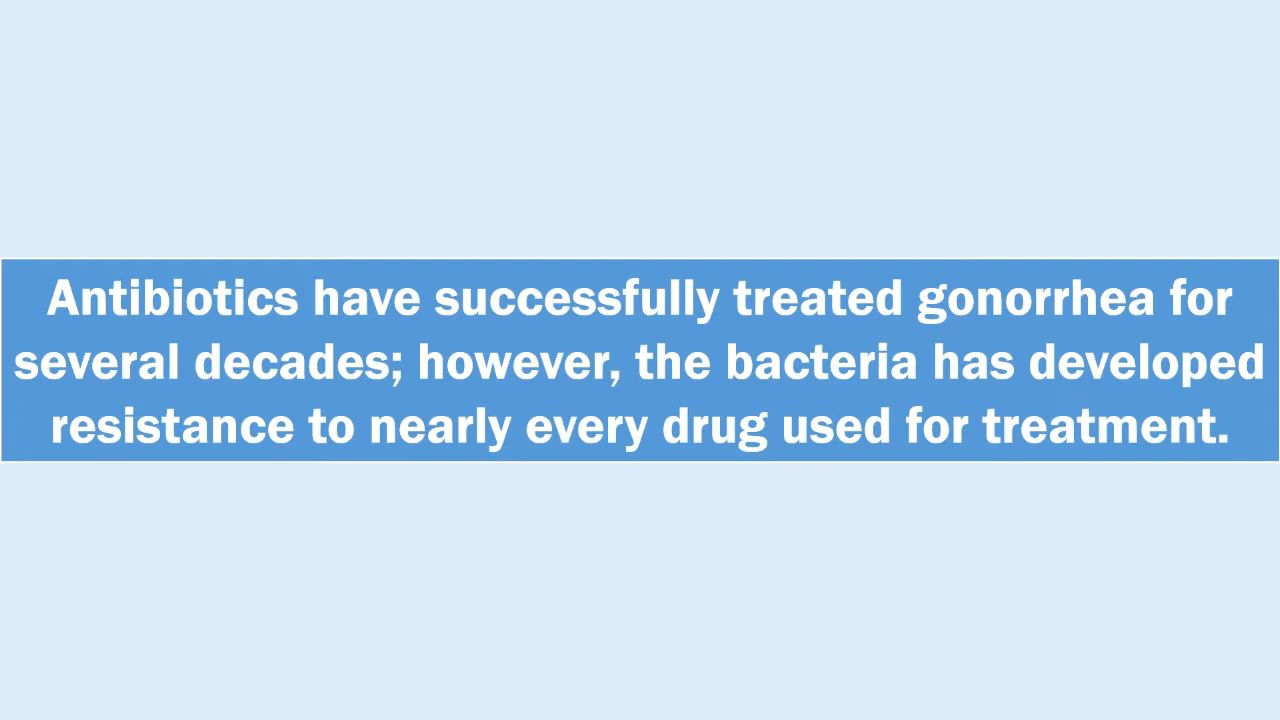 Antibiotics have successfully treated gonorrhea for
several decades; however, the bacteria has developed
resistance to nearly every drug used for treatment.